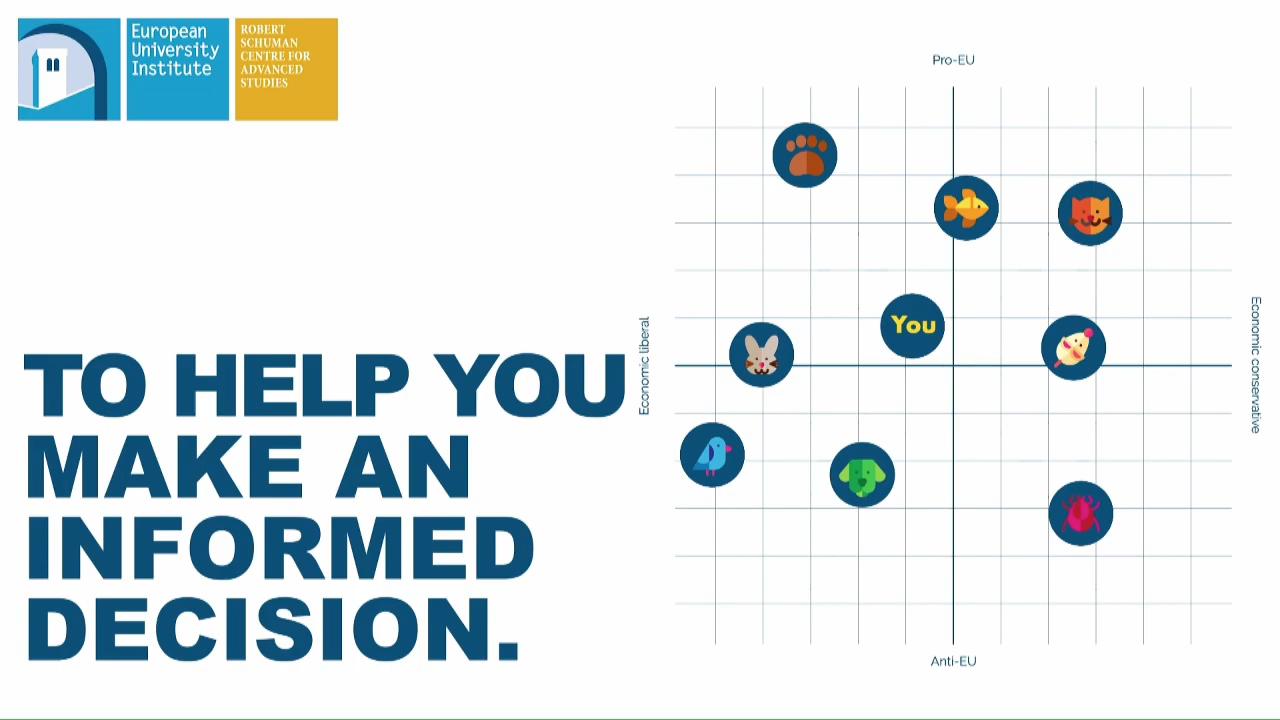 European
University
Institute
ROBERT
SCHUMAN
CENTRE FOR
ADVANCED
STUDIES
TO HELP YOU
MAKE AN
INFORMED
DECISION.
Pro-EU
Economic liberal
You
Economic conservative
Anti-EU